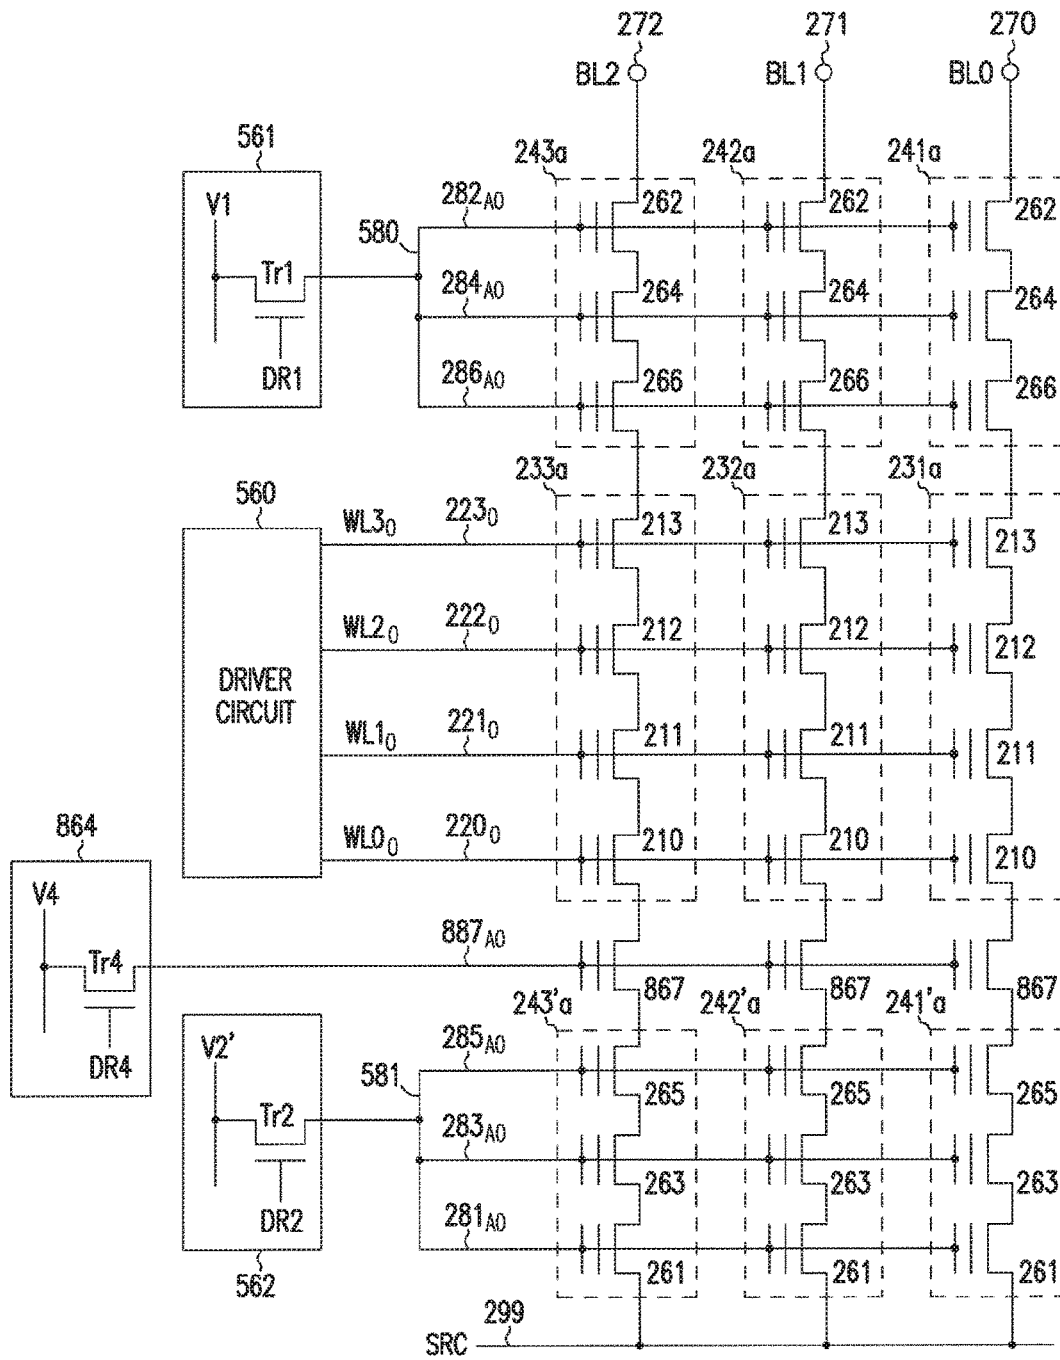 272 271 270
BL2 BL1 BL0
561 243a 242a 241a
V1 282A0 262 262 262
580
Tr1 284A0 264 264 264
DR1 286A0 266 266 266
233a 232a 231a
560
WL3₀ 223₀ 213 213 213
WL2₀ 222₀ 212 212 212
DRIVER
CIRCUIT
WL1₀ 221₀ 211 211 211
864 WL0₀ 220₀ 210 210 210
V4
887A0
Tr4 867 867 867
243'a 242'a 241'a
V2' 285A0
DR4 581 265 265 265
Tr2 283A0
263 263 263
DR2 281A0
562 261 261 261
299
SRC